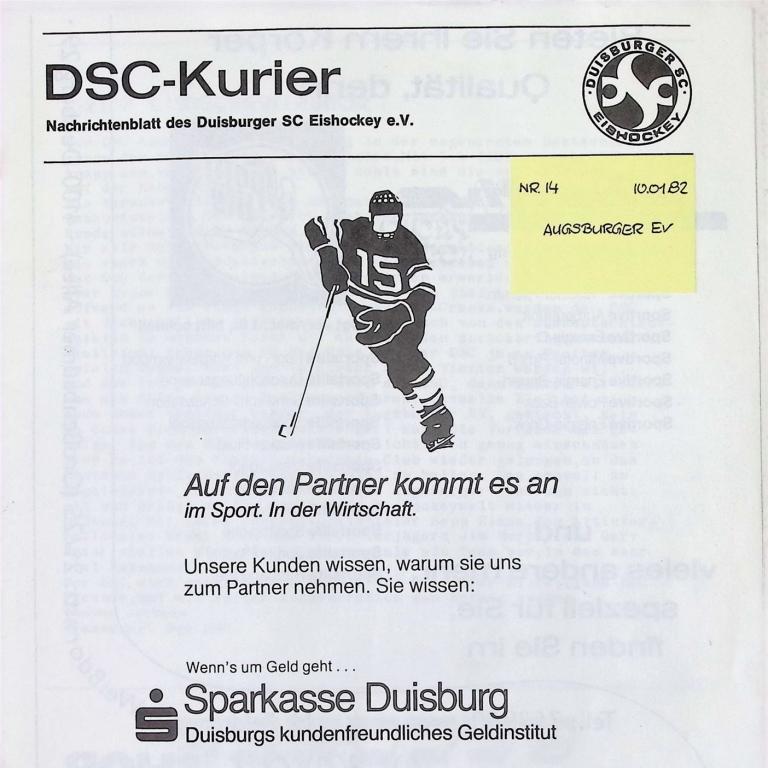 DSC-Kurier
Nachrichtenblatt des Duisburger SC Eishockey e.V.
DUISBURGER SC.
EISHOCKEY
NR. 14 10.01.82
AUGSBURGER EV
15
Auf den Partner kommt es an
im Sport. In der Wirtschaft.
Unsere Kunden wissen, warum sie uns
zum Partner nehmen. Sie wissen:
Wenn's um Geld geht . . .
Sparkasse Duisburg
Duisburgs kundenfreundliches Geldinstitut